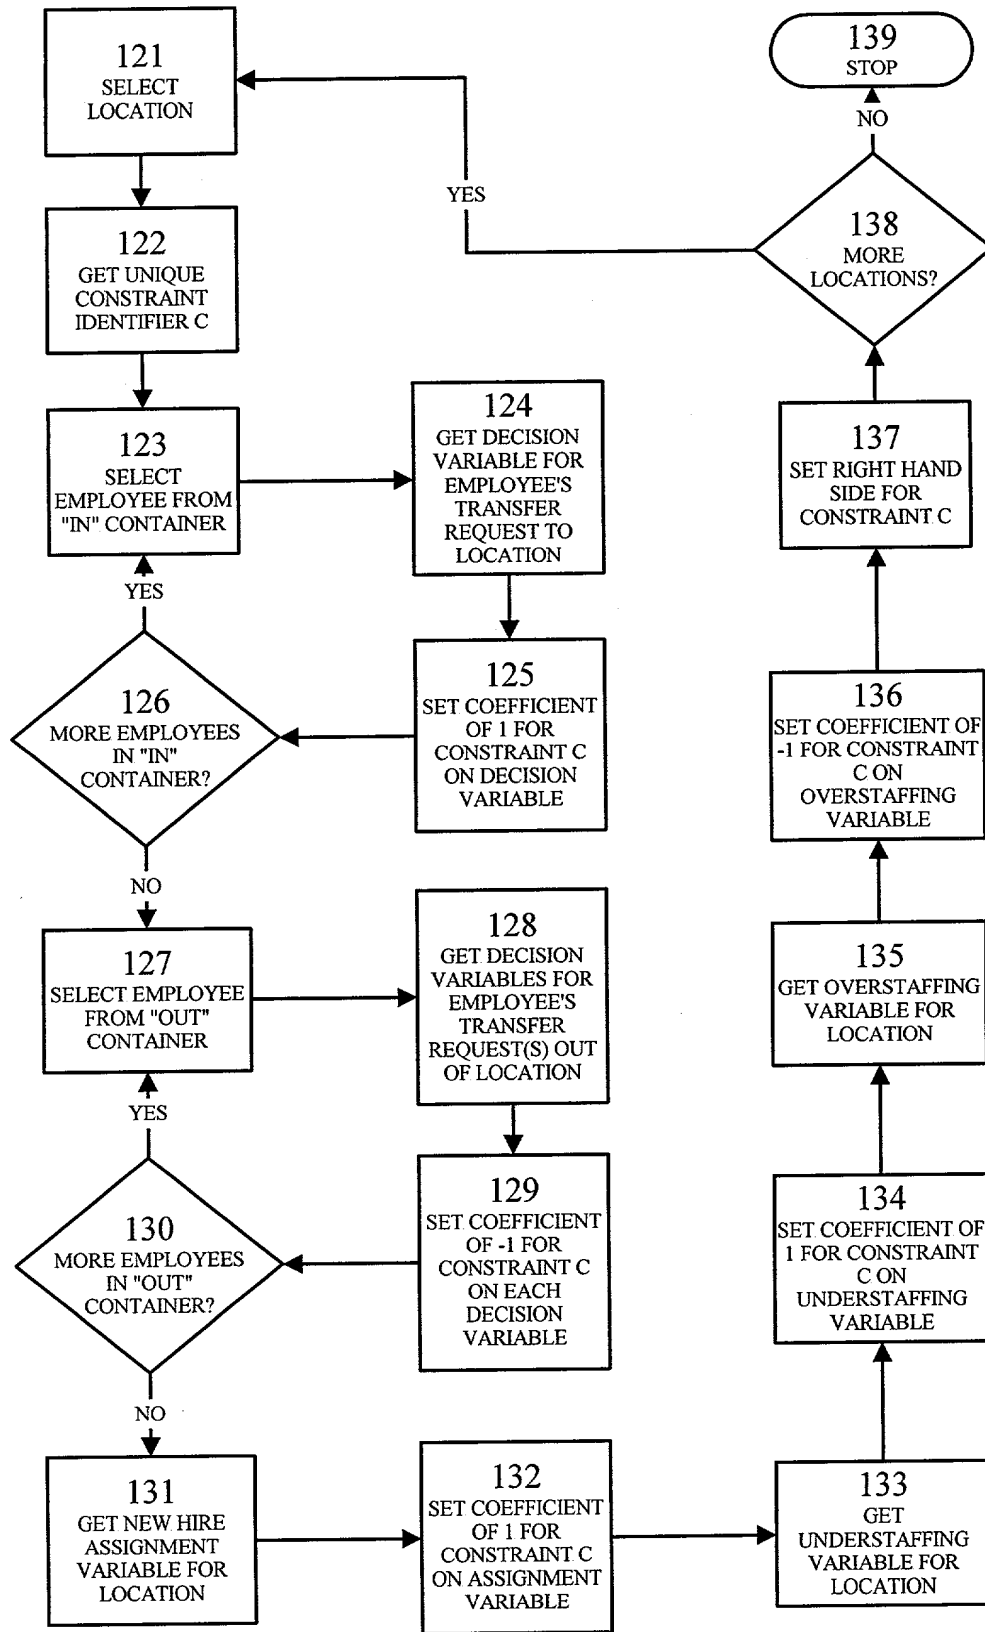 121
SELECT
LOCATION
122
GET UNIQUE
CONSTRAINT
IDENTIFIER C
123
SELECT
EMPLOYEE FROM
"IN" CONTAINER
124
GET DECISION
VARIABLE FOR
EMPLOYEE'S
TRANSFER
REQUEST TO
LOCATION
125
SET COEFFICIENT
OF 1 FOR
CONSTRAINT C
ON DECISION
VARIABLE
YES
126
MORE EMPLOYEES
IN "IN"
CONTAINER?
NO
127
SELECT EMPLOYEE
FROM "OUT"
CONTAINER
128
GET DECISION
VARIABLES FOR
EMPLOYEE'S
TRANSFER
REQUEST(S) OUT
OF LOCATION
129
SET COEFFICIENT
OF -1 FOR
CONSTRAINT C
ON EACH
DECISION
VARIABLE
YES
130
MORE EMPLOYEES
IN "OUT"
CONTAINER?
NO
131
GET NEW HIRE
ASSIGNMENT
VARIABLE FOR
LOCATION
132
SET COEFFICIENT
OF 1 FOR
CONSTRAINT C
ON ASSIGNMENT
VARIABLE
133
GET
UNDERSTAFFING
VARIABLE FOR
LOCATION
134
SET COEFFICIENT OF
1 FOR CONSTRAINT
C ON
UNDERSTAFFING
VARIABLE
135
GET OVERSTAFFING
VARIABLE FOR
LOCATION
136
SET COEFFICIENT OF
-1 FOR CONSTRAINT
C ON
OVERSTAFFING
VARIABLE
137
SET RIGHT HAND
SIDE FOR
CONSTRAINT C
138
MORE
LOCATIONS?
YES
NO
139
STOP